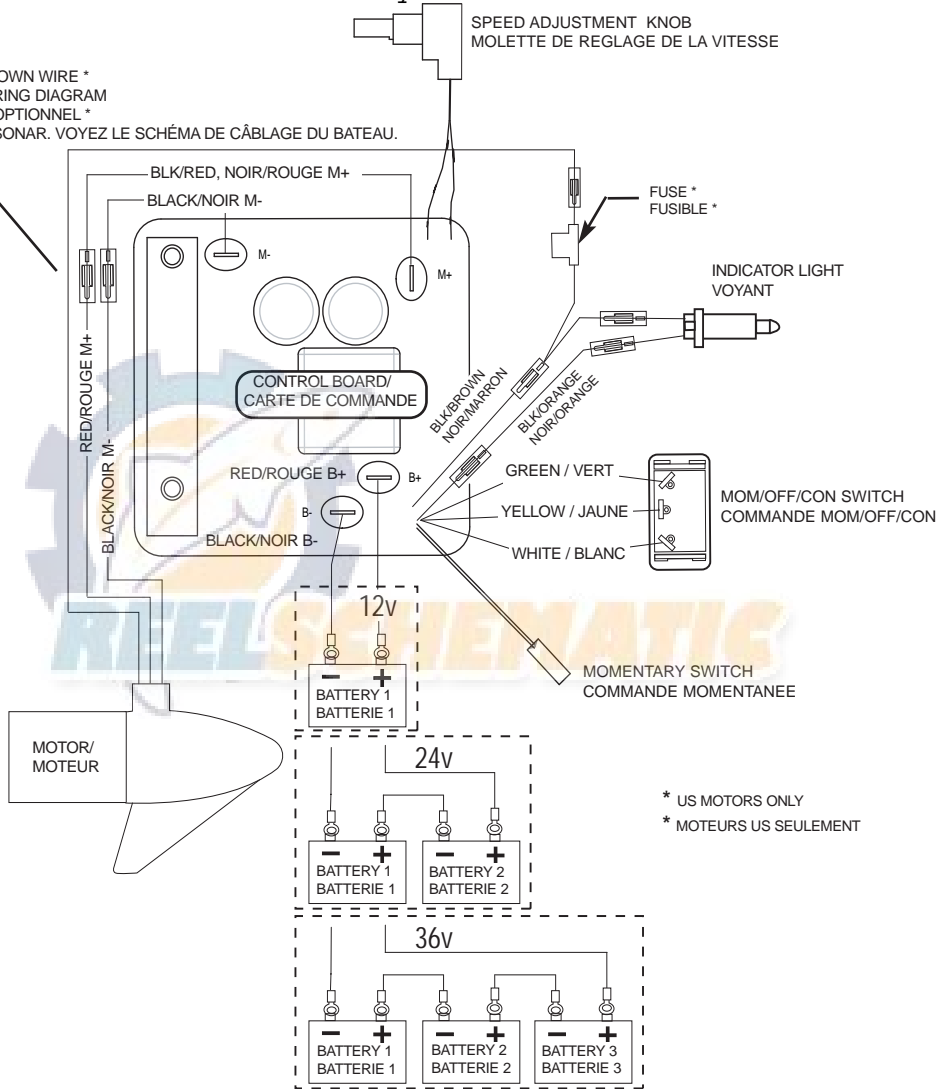 SPEED ADJUSTMENT KNOB
MOLETTE DE REGLAGE DE LA VITESSE
OWN WIRE *
RING DIAGRAM
OPTIONNEL *
SONAR. VOYEZ LE SCHÉMA DE CÂBLAGE DU BATEAU.
BLK/RED, NOIR/ROUGE M+
BLACK/NOIR M-
FUSE *
FUSIBLE *
M-
M+
INDICATOR LIGHT
VOYANT
RED/ROUGE M+
BLACK/NOIR M-
CONTROL BOARD/
CARTE DE COMMANDE
BLK/BROWN
NOIR/MARRON
BLK/ORANGE
NOIR/ORANGE
RED/ROUGE B+
B+
B-
BLACK/NOIR B-
GREEN / VERT
YELLOW / JAUNE
WHITE / BLANC
MOM/OFF/CON SWITCH
COMMANDE MOM/OFF/CON
REELSCHEMATIC
12v
BATTERY 1
BATTERIE 1
MOMENTARY SWITCH
COMMANDE MOMENTANEE
MOTOR/
MOTEUR
24v
BATTERY 1
BATTERIE 1
BATTERY 2
BATTERIE 2
* US MOTORS ONLY
* MOTEURS US SEULEMENT
36v
BATTERY 1
BATTERIE 1
BATTERY 2
BATTERIE 2
BATTERY 3
BATTERIE 3